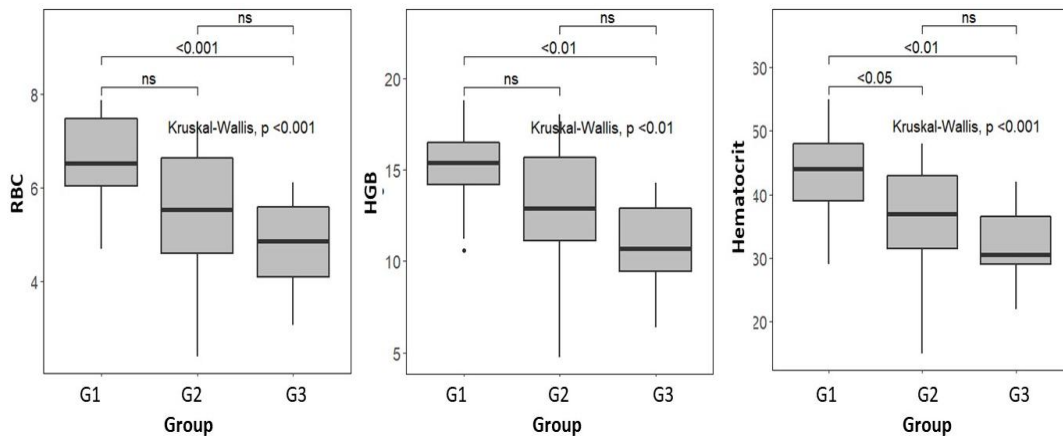 ns
<0.001
ns
Kruskal-Wallis, p <0.001
8
6
4
RBC
G1 G2 G3
Group
ns
<0.01
ns
Kruskal-Wallis, p <0.01
20
15
10
5
HGB
G1 G2 G3
Group
ns
<0.01
<0.05
Kruskal-Wallis, p <0.001
60
50
40
30
20
Hematocrit
G1 G2 G3
Group